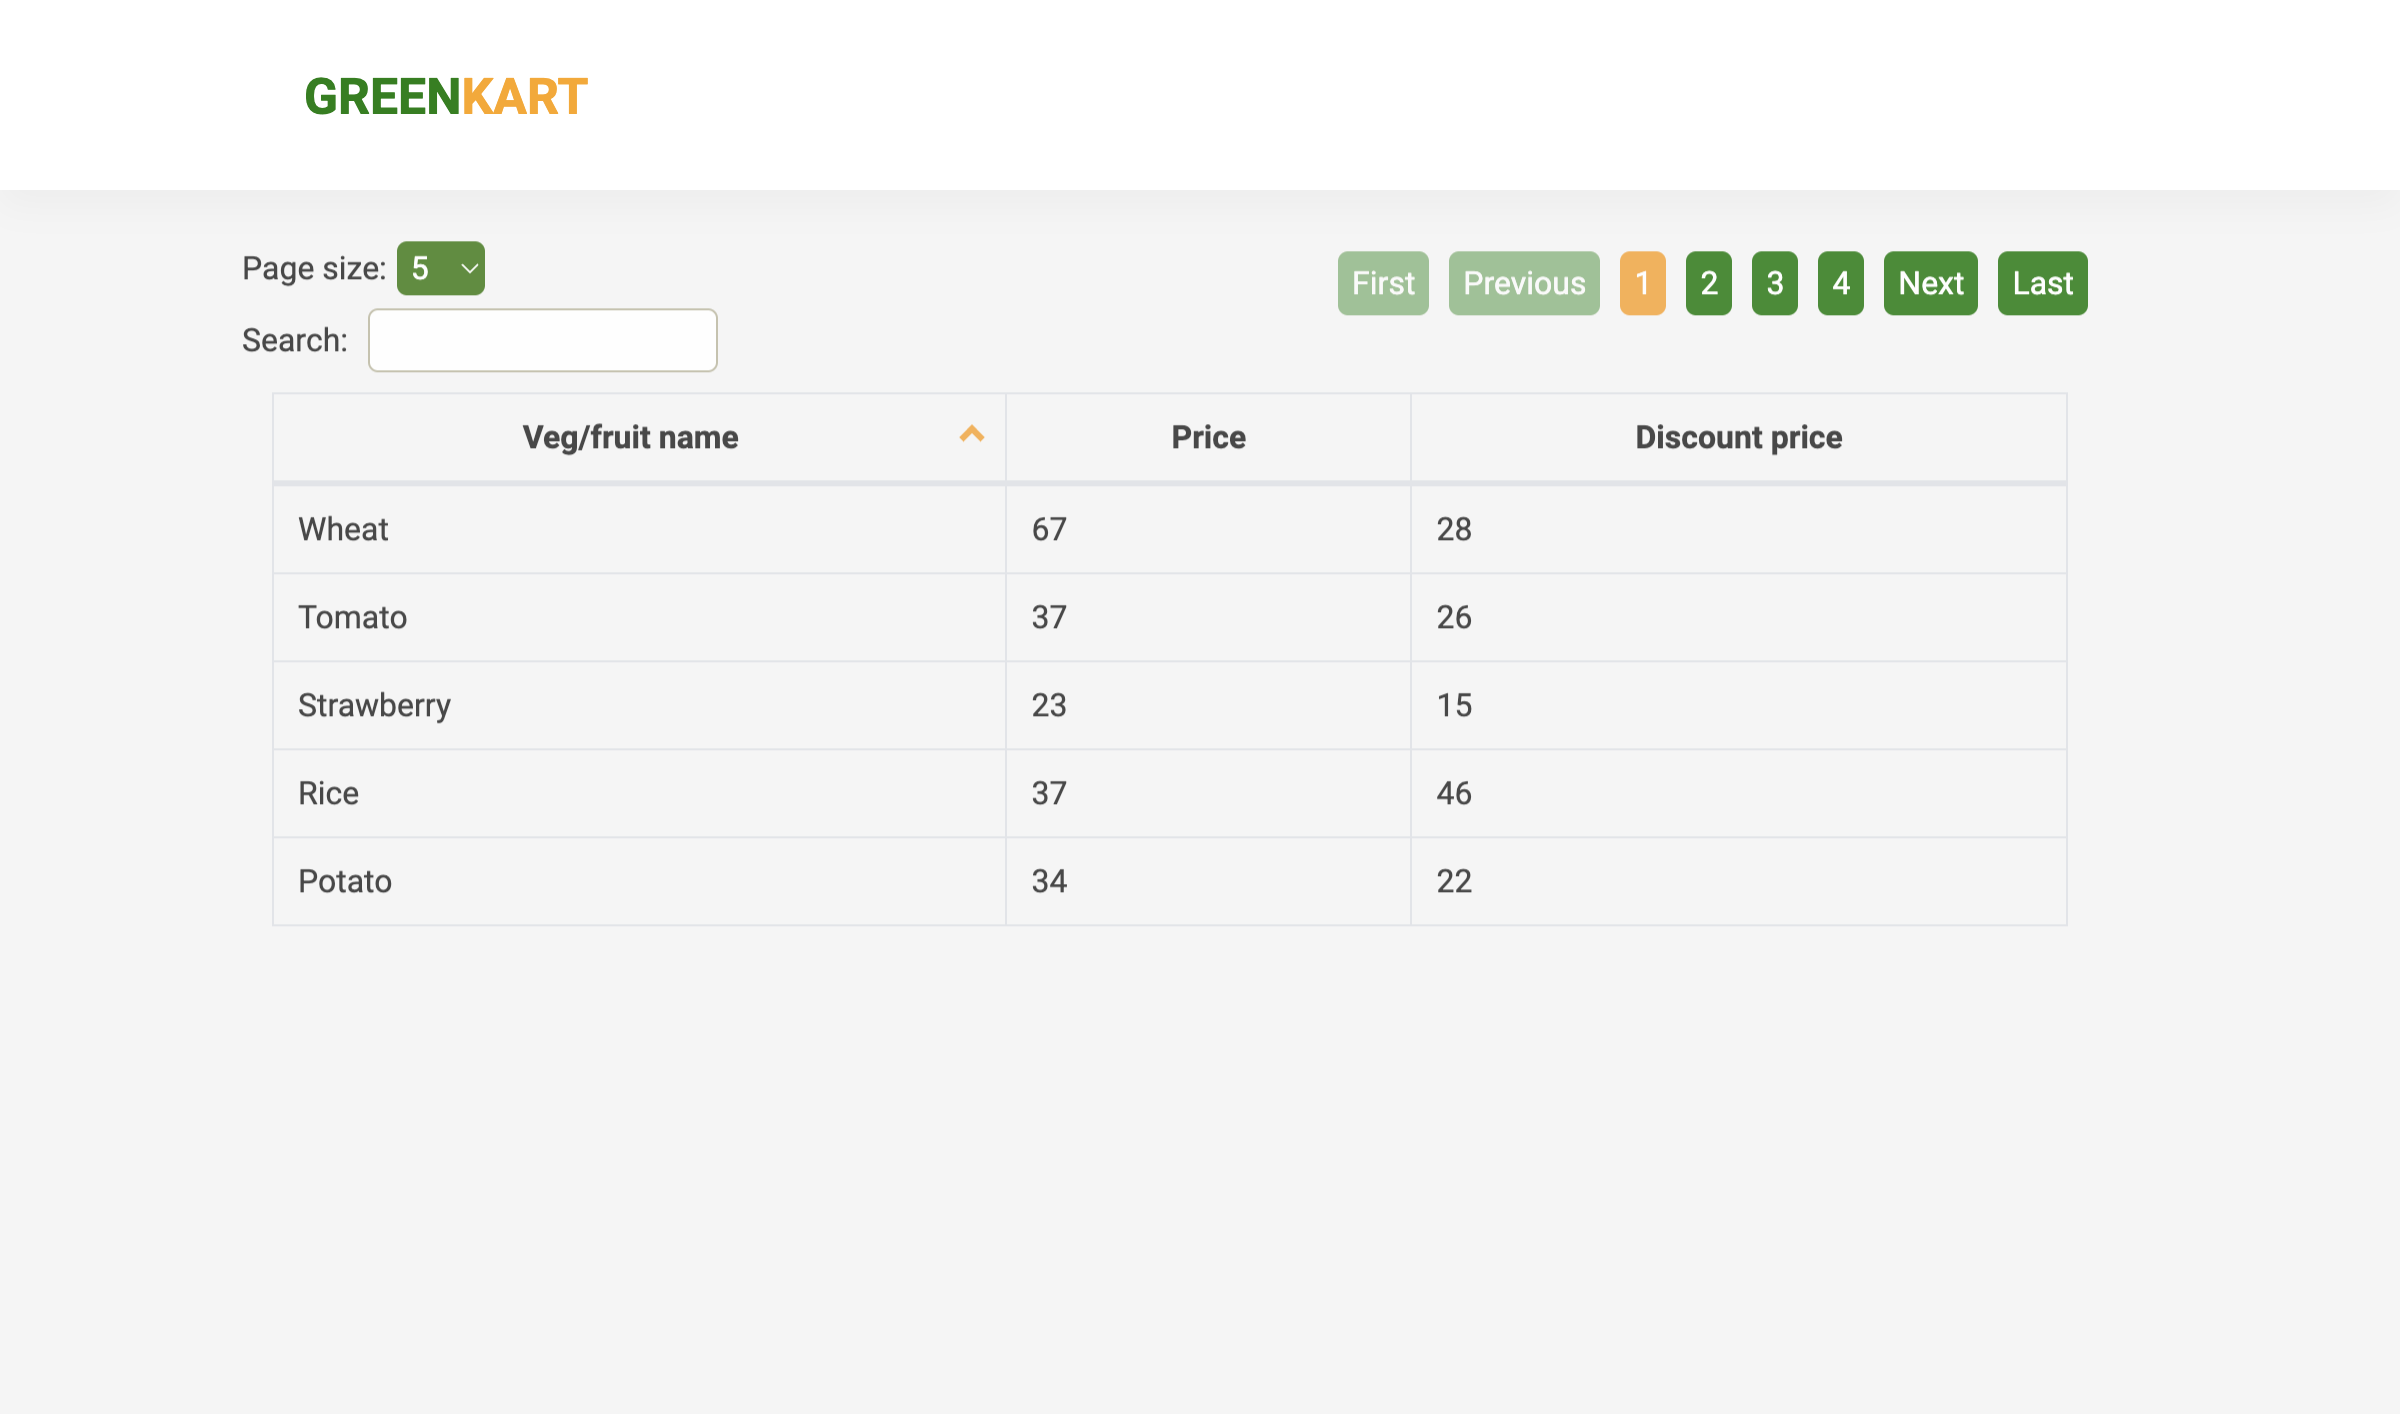 GREENKART
Page size: 5
First Previous 1 2 3 4 Next Last
Search:
Veg/fruit name Price Discount price
Wheat 67 28
Tomato 37 26
Strawberry 23 15
Rice 37 46
Potato 34 22